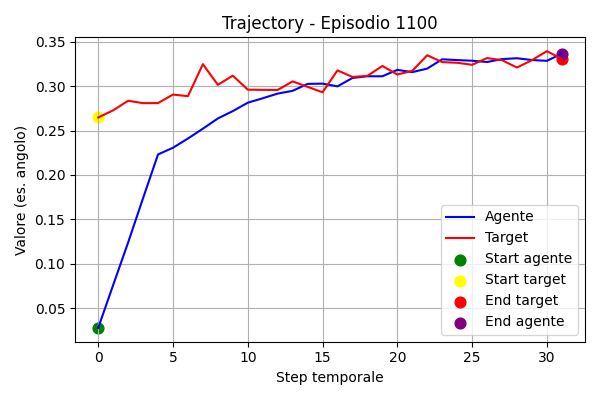 Trajectory - Episodio 1100
Valore (es. angolo)
0.35
0.30
0.25
0.20
0.15
0.10
0.05
0 5 10 15 20 25 30
Step temporale
Agente
Target
Start agente
Start target
End target
End agente